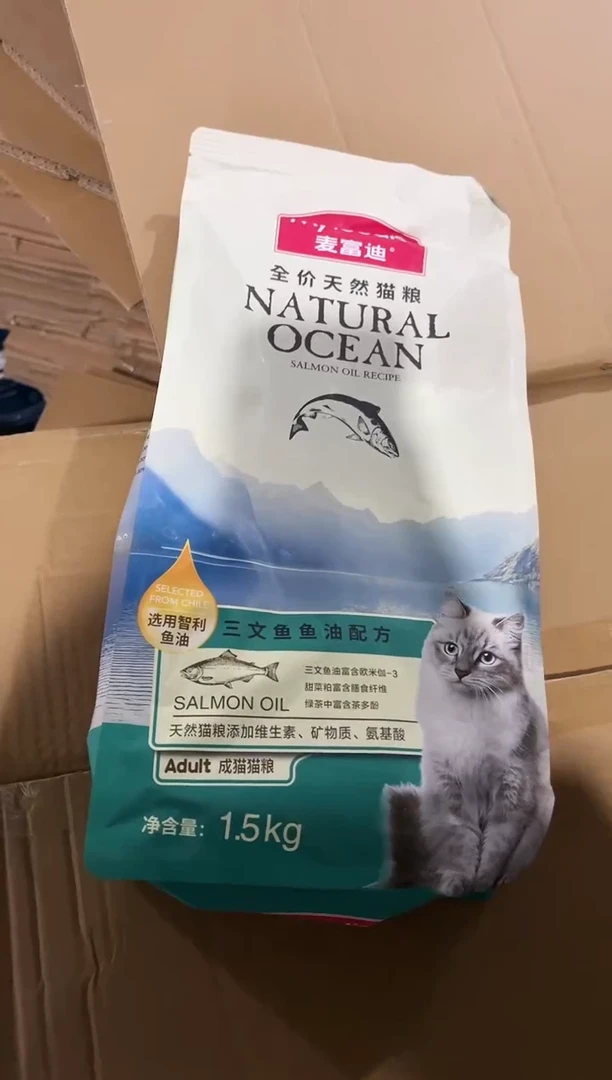 麦富迪®
全价天然猫粮
NATURAL
OCEAN
SALMON OIL RECIPE
SELECTED
FROM CHILE
选用智利
鱼油
三文鱼鱼油配方
SALMON OIL
三文鱼油富含欧米伽-3
甜菜粕富含膳食纤维
绿茶中富含茶多酚
天然猫粮添加维生素、矿物质、氨基酸
Adult 成猫猫粮
净含量：1.5kg